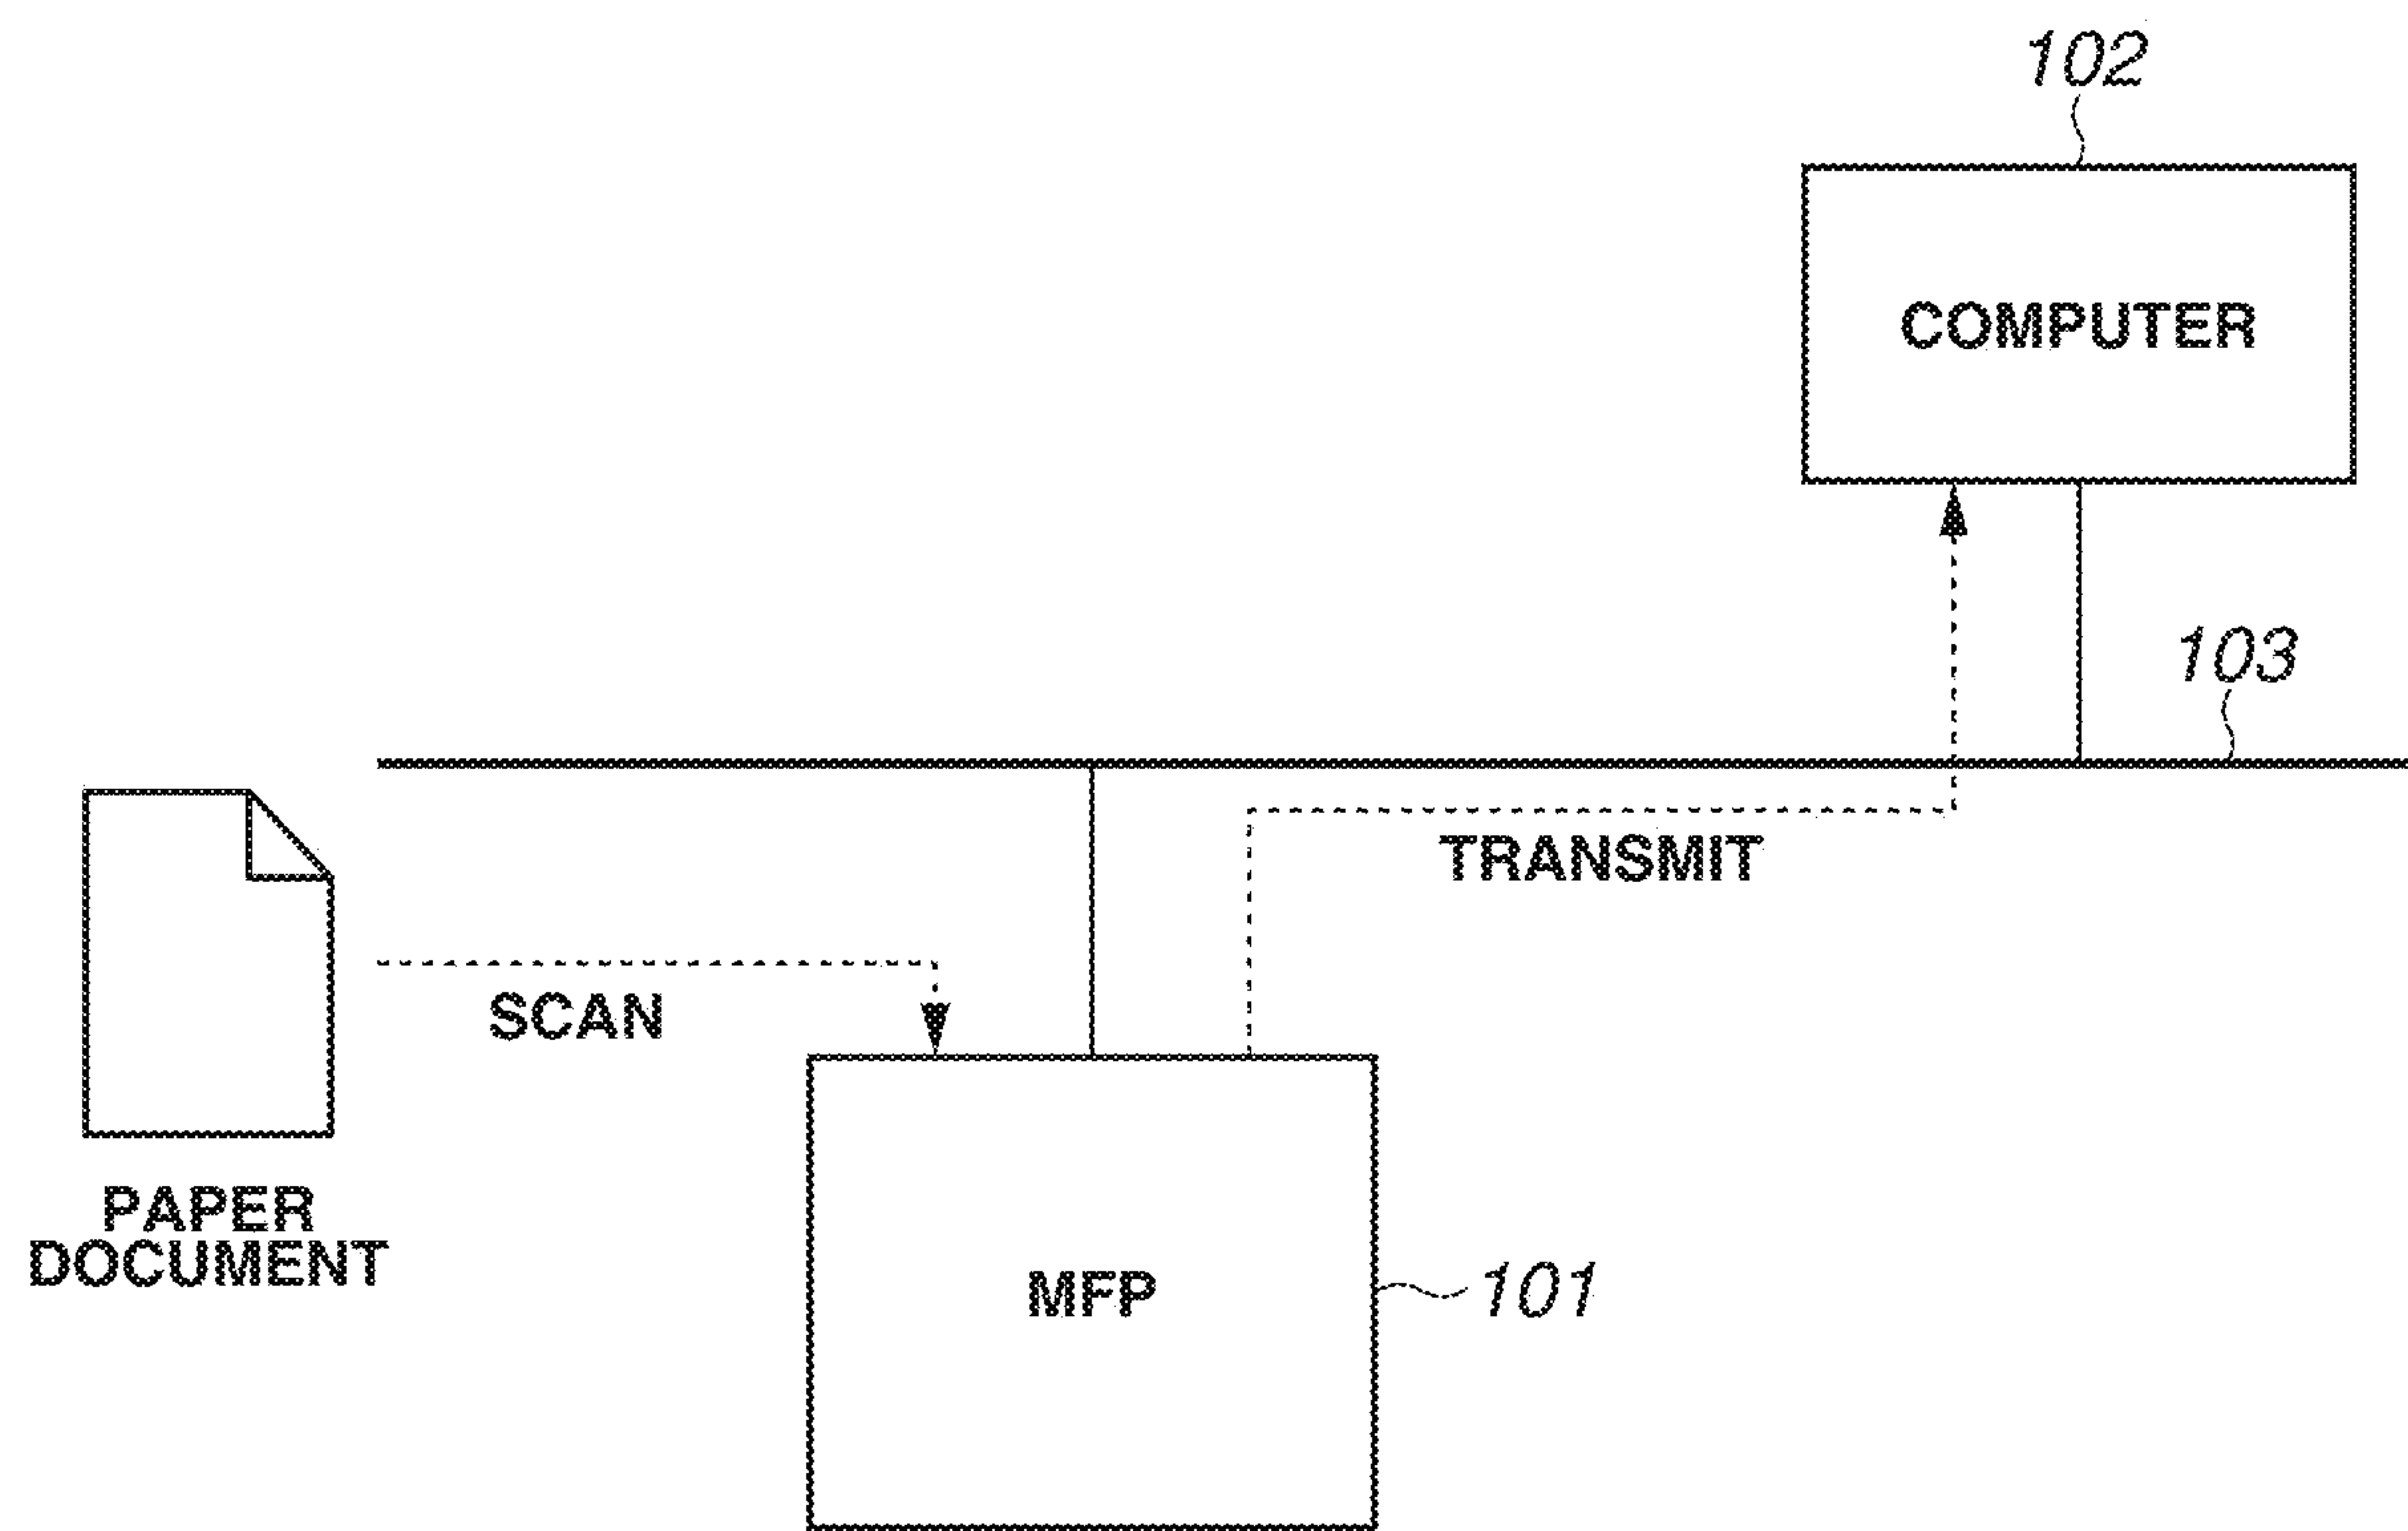 102
COMPUTER
103
TRANSMIT
SCAN
PAPER
DOCUMENT
MFP
101